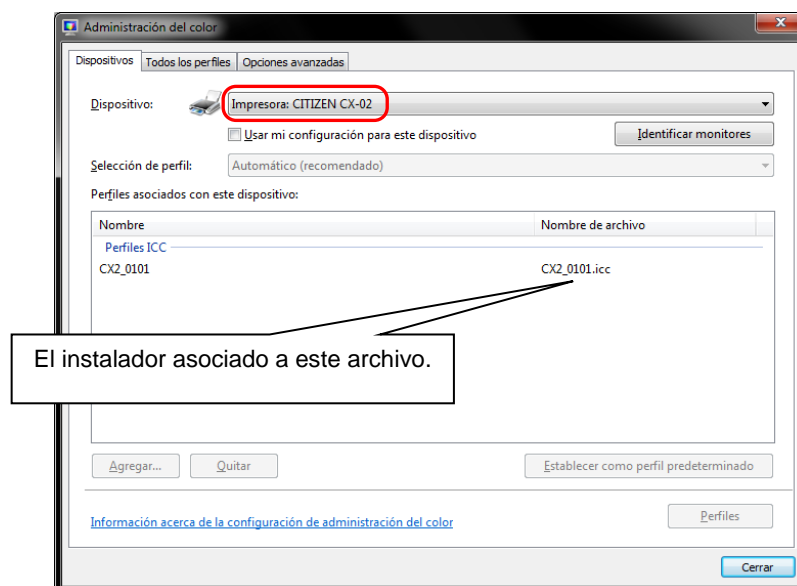 Administración del color
Dispositivos Todos los perfiles Opciones avanzadas
Dispositivo: Impresora: CITIZEN CX-02
Usar mi configuración para este dispositivo Identificar monitores
Selección de perfil: Automático (recomendado)
Perfiles asociados con este dispositivo:
Nombre Nombre de archivo
Perfiles ICC
CX2_0101 CX2_0101.icc
El instalador asociado a este archivo.
Agregar... Quitar Establecer como perfil predeterminado
Información acerca de la configuración de administración del color Perfiles
Cerrar